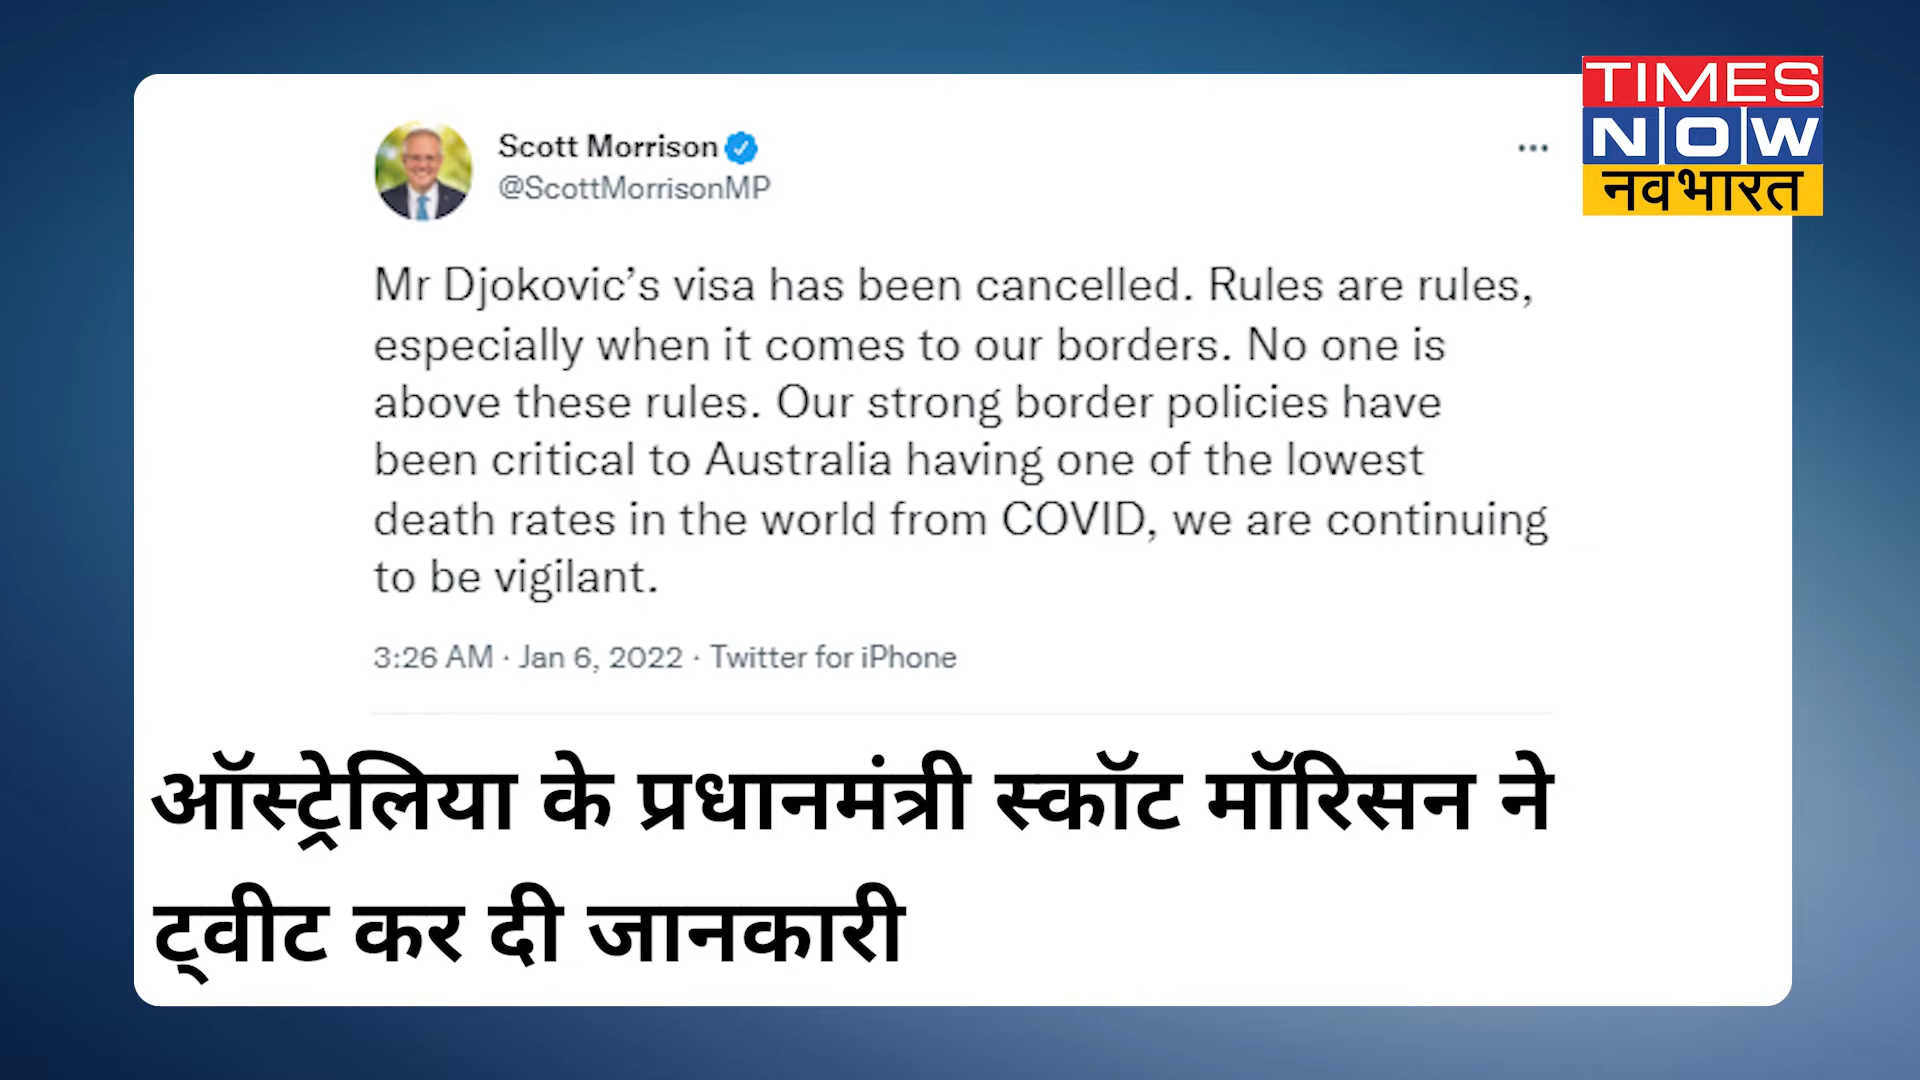 TIMES
NOW
नवभारत
Scott Morrison
@ScottMorrisonMP
Mr Djokovic’s visa has been cancelled. Rules are rules,
especially when it comes to our borders. No one is
above these rules. Our strong border policies have
been critical to Australia having one of the lowest
death rates in the world from COVID, we are continuing
to be vigilant.
3:26 AM · Jan 6, 2022 · Twitter for iPhone
ऑस्ट्रेलिया के प्रधानमंत्री स्कॉट मॉरिसन ने
ट्वीट कर दी जानकारी